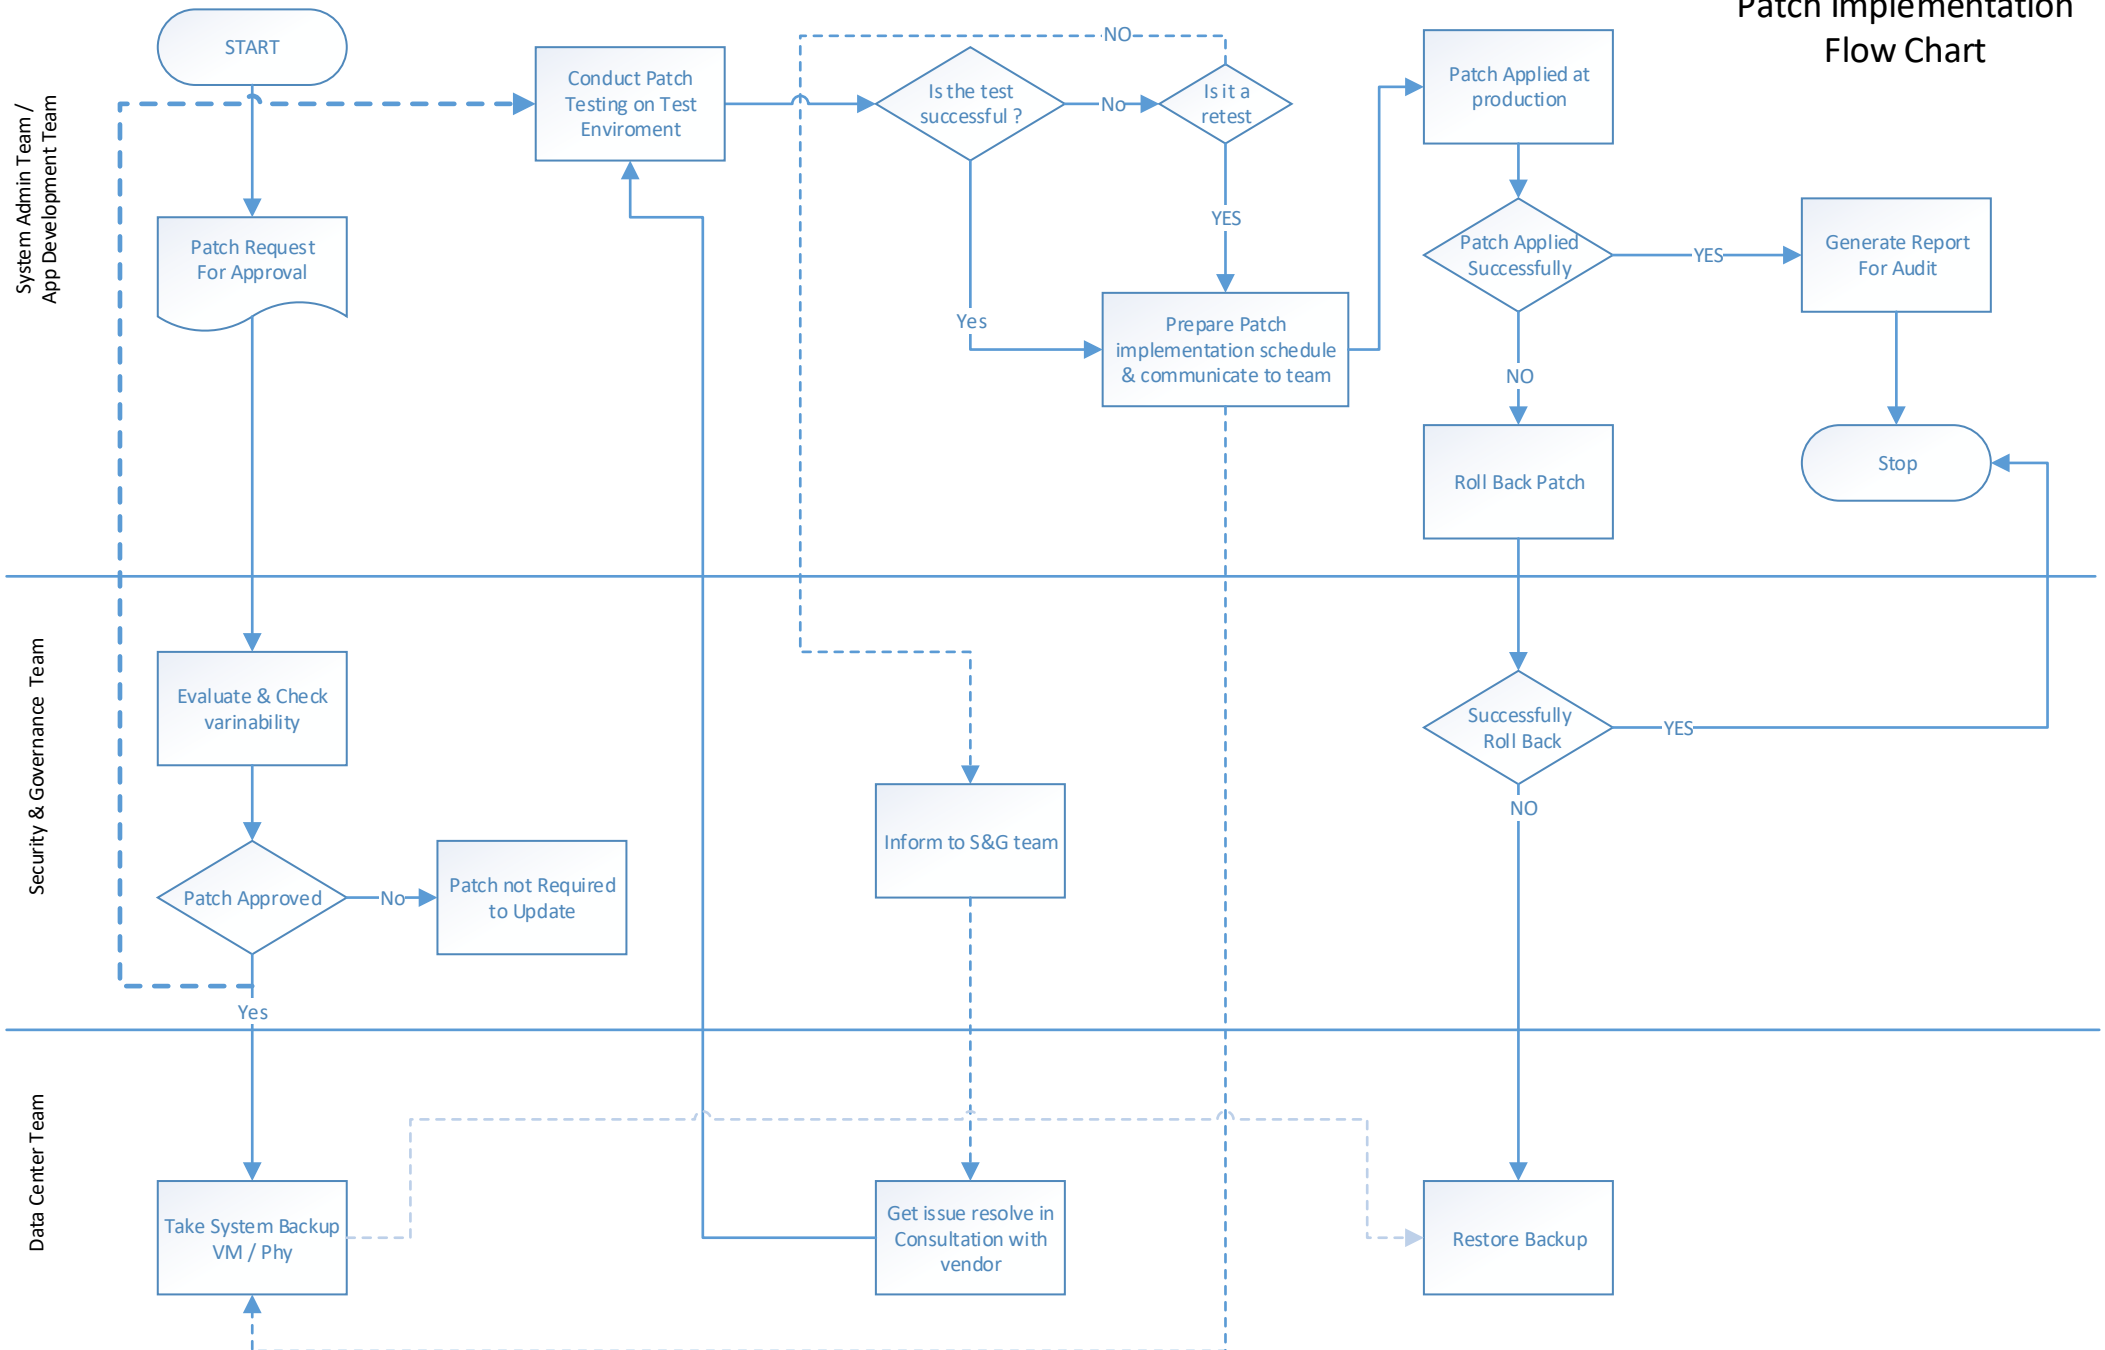 Patch Implementation
Flow Chart
System Admin Team /
App Development Team
START
Conduct Patch
Testing on Test
Enviroment
NO
Is the test
successful ?
No
Is it a
retest
Patch Applied at
production
Patch Request
For Approval
YES
Patch Applied
Successfully
YES
Generate Report
For Audit
Yes
Prepare Patch
implementation schedule
& communicate to team
NO
Roll Back Patch
Stop
Security & Governance Team
Evaluate & Check
varinability
Successfully
Roll Back
YES
NO
Inform to S&G team
Patch Approved
No
Patch not Required
to Update
Yes
Data Center Team
Take System Backup
VM / Phy
Get issue resolve in
Consultation with
vendor
Restore Backup